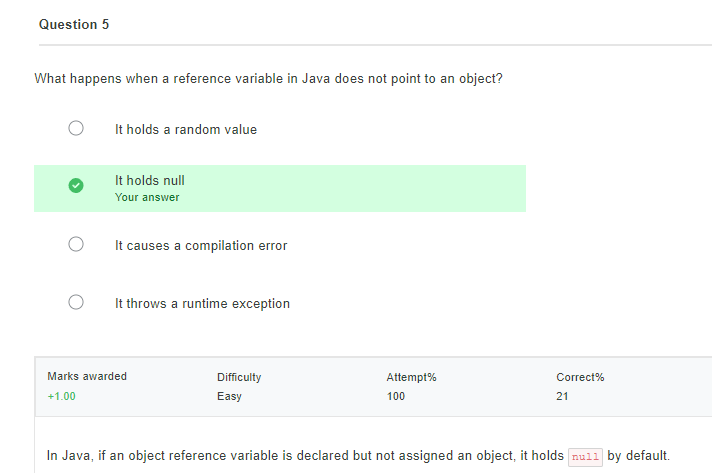 Question 5
What happens when a reference variable in Java does not point to an object?
It holds a random value
It holds null
Your answer
It causes a compilation error
It throws a runtime exception
Marks awarded Difficulty Attempt% Correct%
+1.00 Easy 100 21
In Java, if an object reference variable is declared but not assigned an object, it holds null by default.